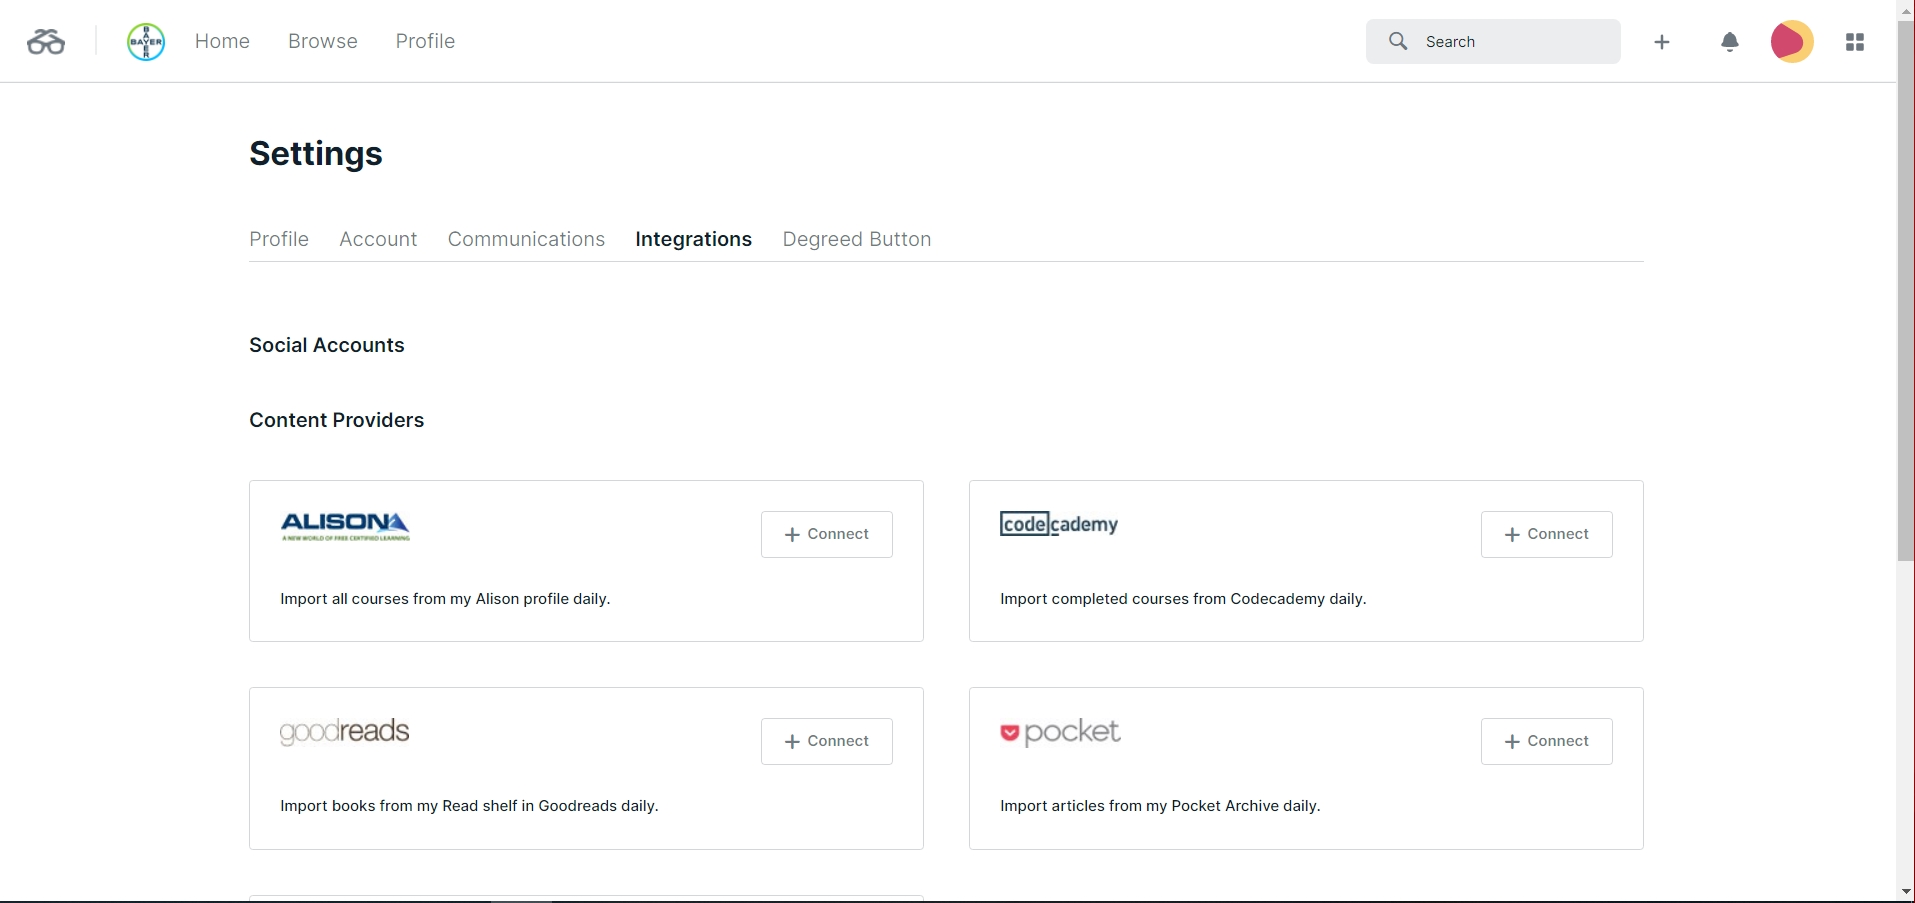 BAYER
Home Browse Profile
Search
Settings
Profile Account Communications Integrations Degreed Button
Social Accounts
Content Providers
ALISON
A NEW WORLD OF FREE CERTIFIED LEARNING
Connect
Import all courses from my Alison profile daily.
codecademy
Connect
Import completed courses from Codecademy daily.
goodreads
Connect
Import books from my Read shelf in Goodreads daily.
pocket
Connect
Import articles from my Pocket Archive daily.